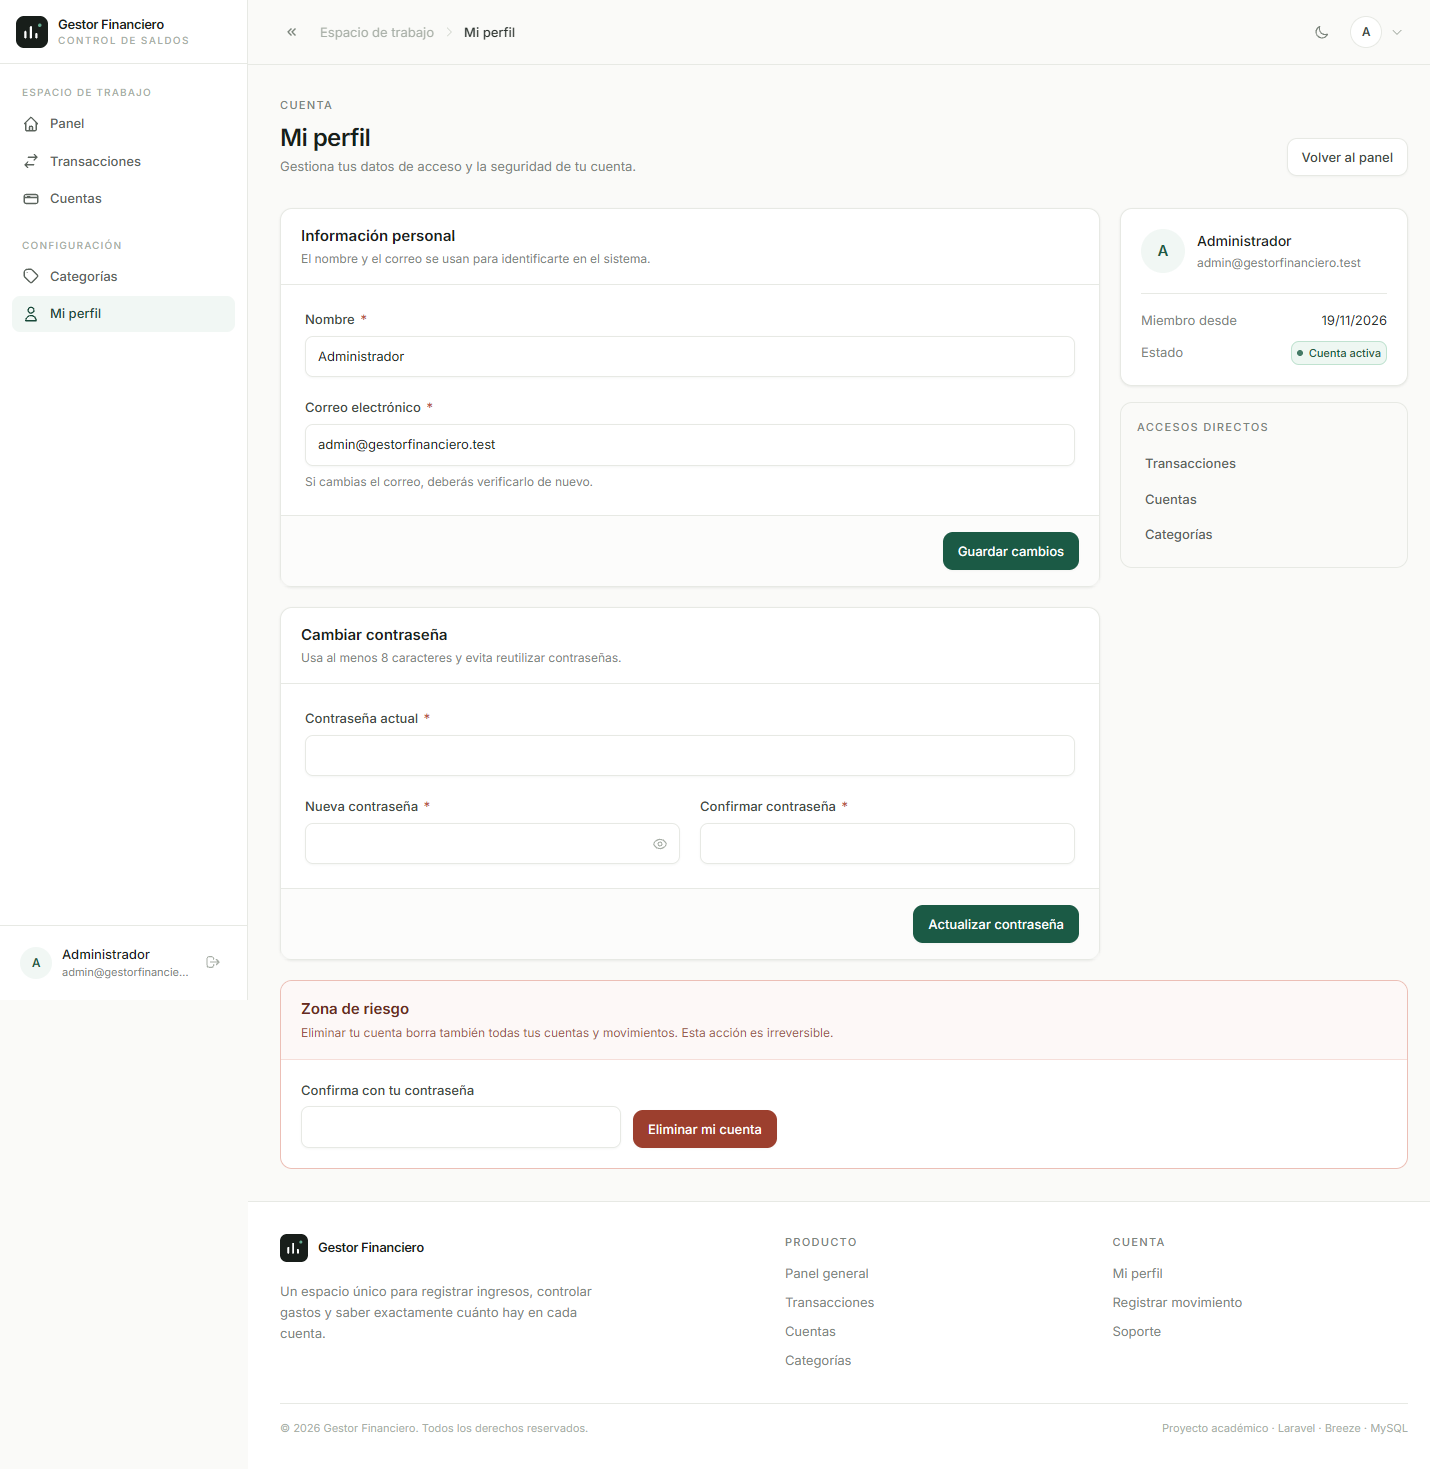 Gestor Financiero
CONTROL DE SALDOS
ESPACIO DE TRABAJO
Panel
Transacciones
Cuentas
CONFIGURACIÓN
Categorías
Mi perfil
A
Administrador
admin@gestorfinancie...
Espacio de trabajo
Mi perfil
A
CUENTA
Mi perfil
Gestiona tus datos de acceso y la seguridad de tu cuenta.
Volver al panel
Información personal
El nombre y el correo se usan para identificarte en el sistema.
Nombre *
Administrador
Correo electrónico *
admin@gestorfinanciero.test
Si cambias el correo, deberás verificarlo de nuevo.
Guardar cambios
A
Administrador
admin@gestorfinanciero.test
Miembro desde 19/11/2026
Estado Cuenta activa
ACCESOS DIRECTOS
Transacciones
Cuentas
Categorías
Cambiar contraseña
Usa al menos 8 caracteres y evita reutilizar contraseñas.
Contraseña actual *
Nueva contraseña *
Confirmar contraseña *
Actualizar contraseña
Zona de riesgo
Eliminar tu cuenta borra también todas tus cuentas y movimientos. Esta acción es irreversible.
Confirma con tu contraseña
Eliminar mi cuenta
Gestor Financiero
Un espacio único para registrar ingresos, controlar
gastos y saber exactamente cuánto hay en cada
cuenta.
PRODUCTO
Panel general
Transacciones
Cuentas
Categorías
CUENTA
Mi perfil
Registrar movimiento
Soporte
© 2026 Gestor Financiero. Todos los derechos reservados.
Proyecto académico · Laravel · Breeze · MySQL